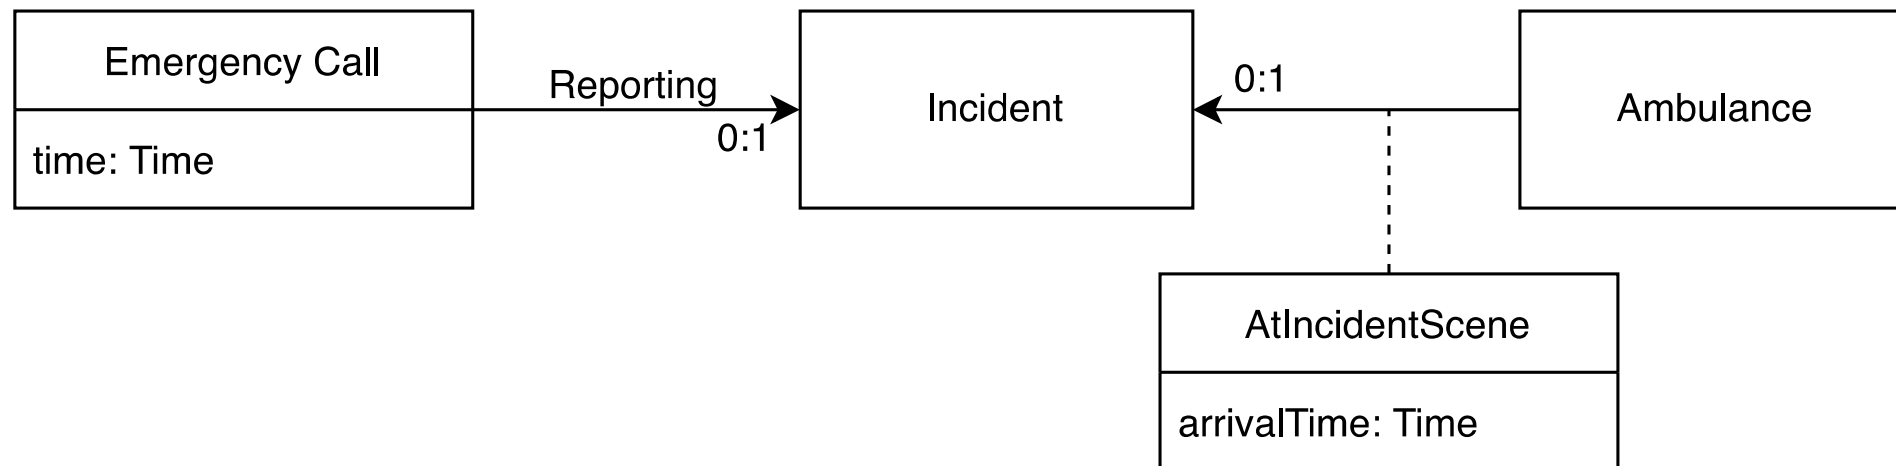 Emergency Call
time: Time
Reporting
0:1
Incident
0:1
Ambulance
AtIncidentScene
arrivalTime: Time